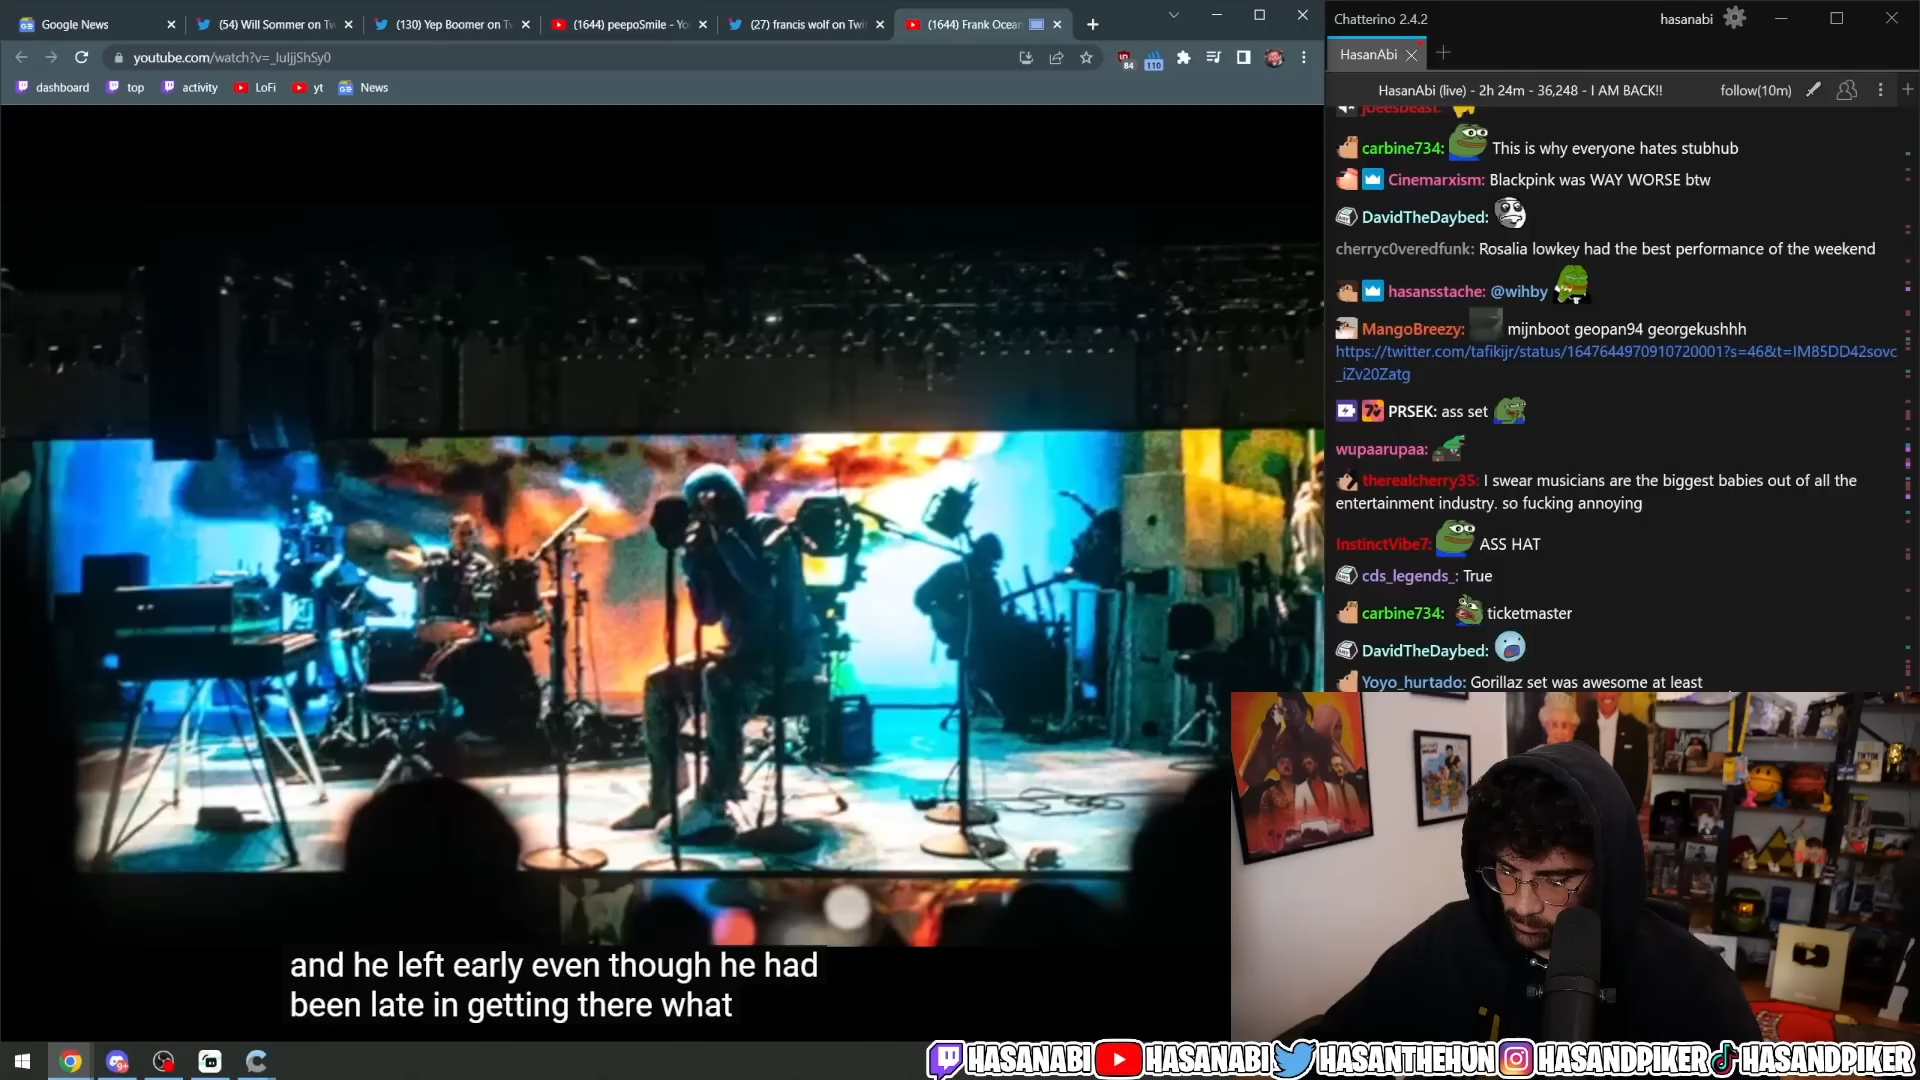 Google News
(54) Will Sommer on Tw
(130) Yep Boomer on Tw
(1644) peepoSmile - Yo
(27) francis wolf on Twi
(1644) Frank Ocean
youtube.com/watch?v=_IuIjjShSy0
84
110
dashboard
top
activity
LoFi
yt
News
and he left early even though he had
been late in getting there what
Chatterino 2.4.2
hasanabi
HasanAbi
HasanAbi (live) - 2h 24m - 36,248 - I AM BACK!!
follow(10m)
joeesbeast:
carbine734: This is why everyone hates stubhub
Cinemarxism: Blackpink was WAY WORSE btw
DavidTheDaybed:
cherryc0veredfunk: Rosalia lowkey had the best performance of the weekend
hasansstache: @wihby
MangoBreezy: mijnboot geopan94 georgekushhh
https://twitter.com/tafikijr/status/1647644970910720001?s=46&t=IM85DD42sovc
_iZv20Zatg
PRSEK: ass set
wupaarupaa:
therealcherry35: I swear musicians are the biggest babies out of all the
entertainment industry. so fucking annoying
InstinctVibe7: ASS HAT
cds_legends_: True
carbine734: ticketmaster
DavidTheDaybed:
Yoyo_hurtado: Gorillaz set was awesome at least
HASANABI HASANABI HASANTHEHUN HASANDPIKER HASANDPIKER